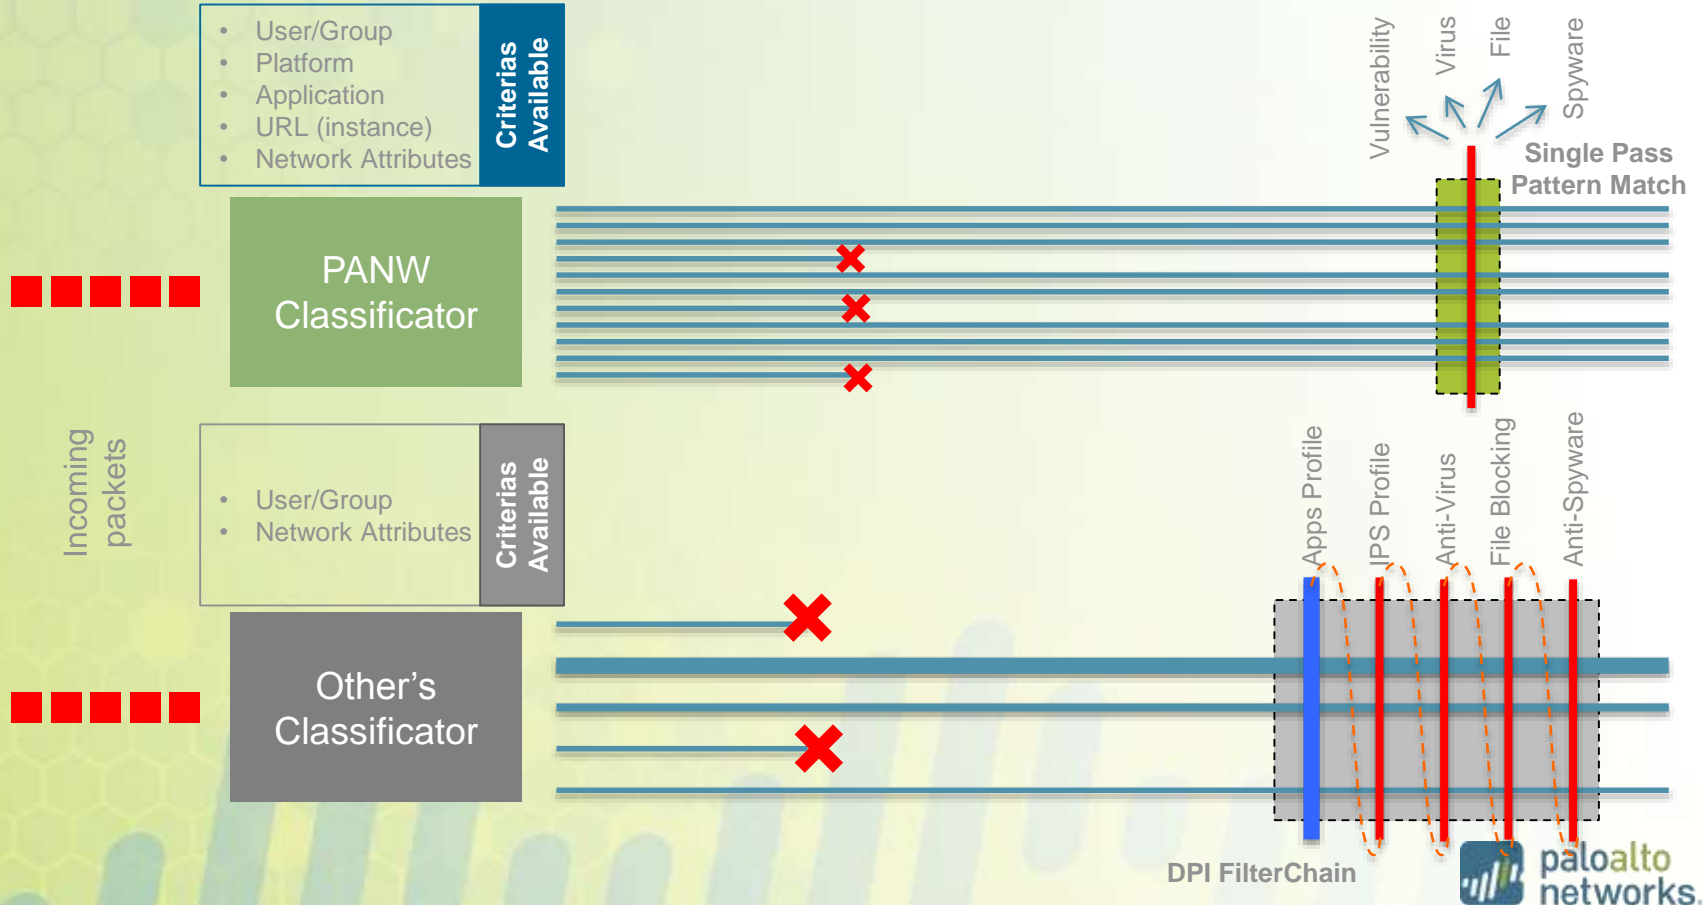 • User/Group
• Platform
• Application
• URL (instance)
• Network Attributes
Criterias
Available
Vulnerability
Virus
File
Spyware
Single Pass
Pattern Match
PANW
Classificator
Incoming
packets
• User/Group
• Network Attributes
Criterias
Available
Apps Profile
IPS Profile
Anti-Virus
File Blocking
Anti-Spyware
Other’s
Classificator
DPI FilterChain
paloalto
networks.